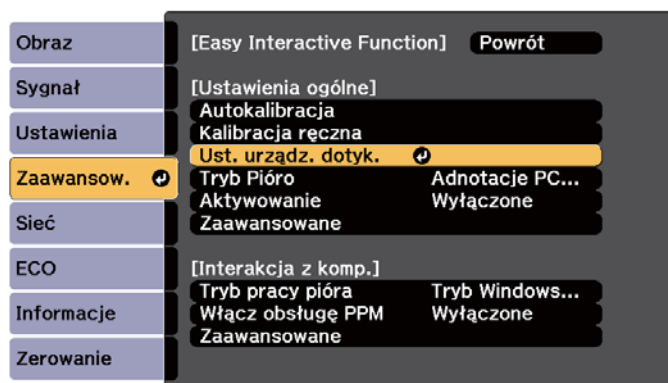 Obraz
Sygnał
Ustawienia
Zaawansow.
Sieć
ECO
Informacje
Zerowanie
[Easy Interactive Function] Powrót
[Ustawienia ogólne]
Autokalibracja
Kalibracja ręczna
Ust. urządz. dotyk.
Tryb Pióro Adnotacje PC...
Aktywowanie Wyłączone
Zaawansowane
[Interakcja z komp.]
Tryb pracy pióra Tryb Windows...
Włącz obsługę PPM Wyłączone
Zaawansowane